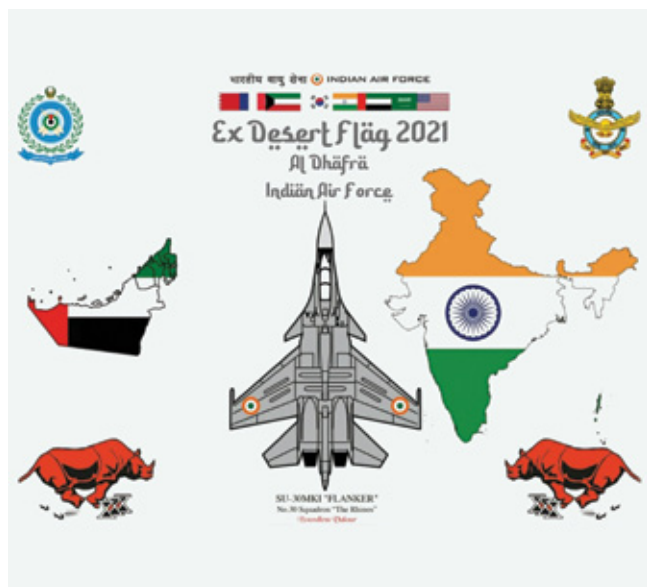 भारतीय वायु सेना INDIAN AIR FORCE
Ex Desert Fläg 2021
Al Dhäfrä
Indiän Air Force
SU-30MKI "FLANKER"
No.30 Squadron "The Rhinos"